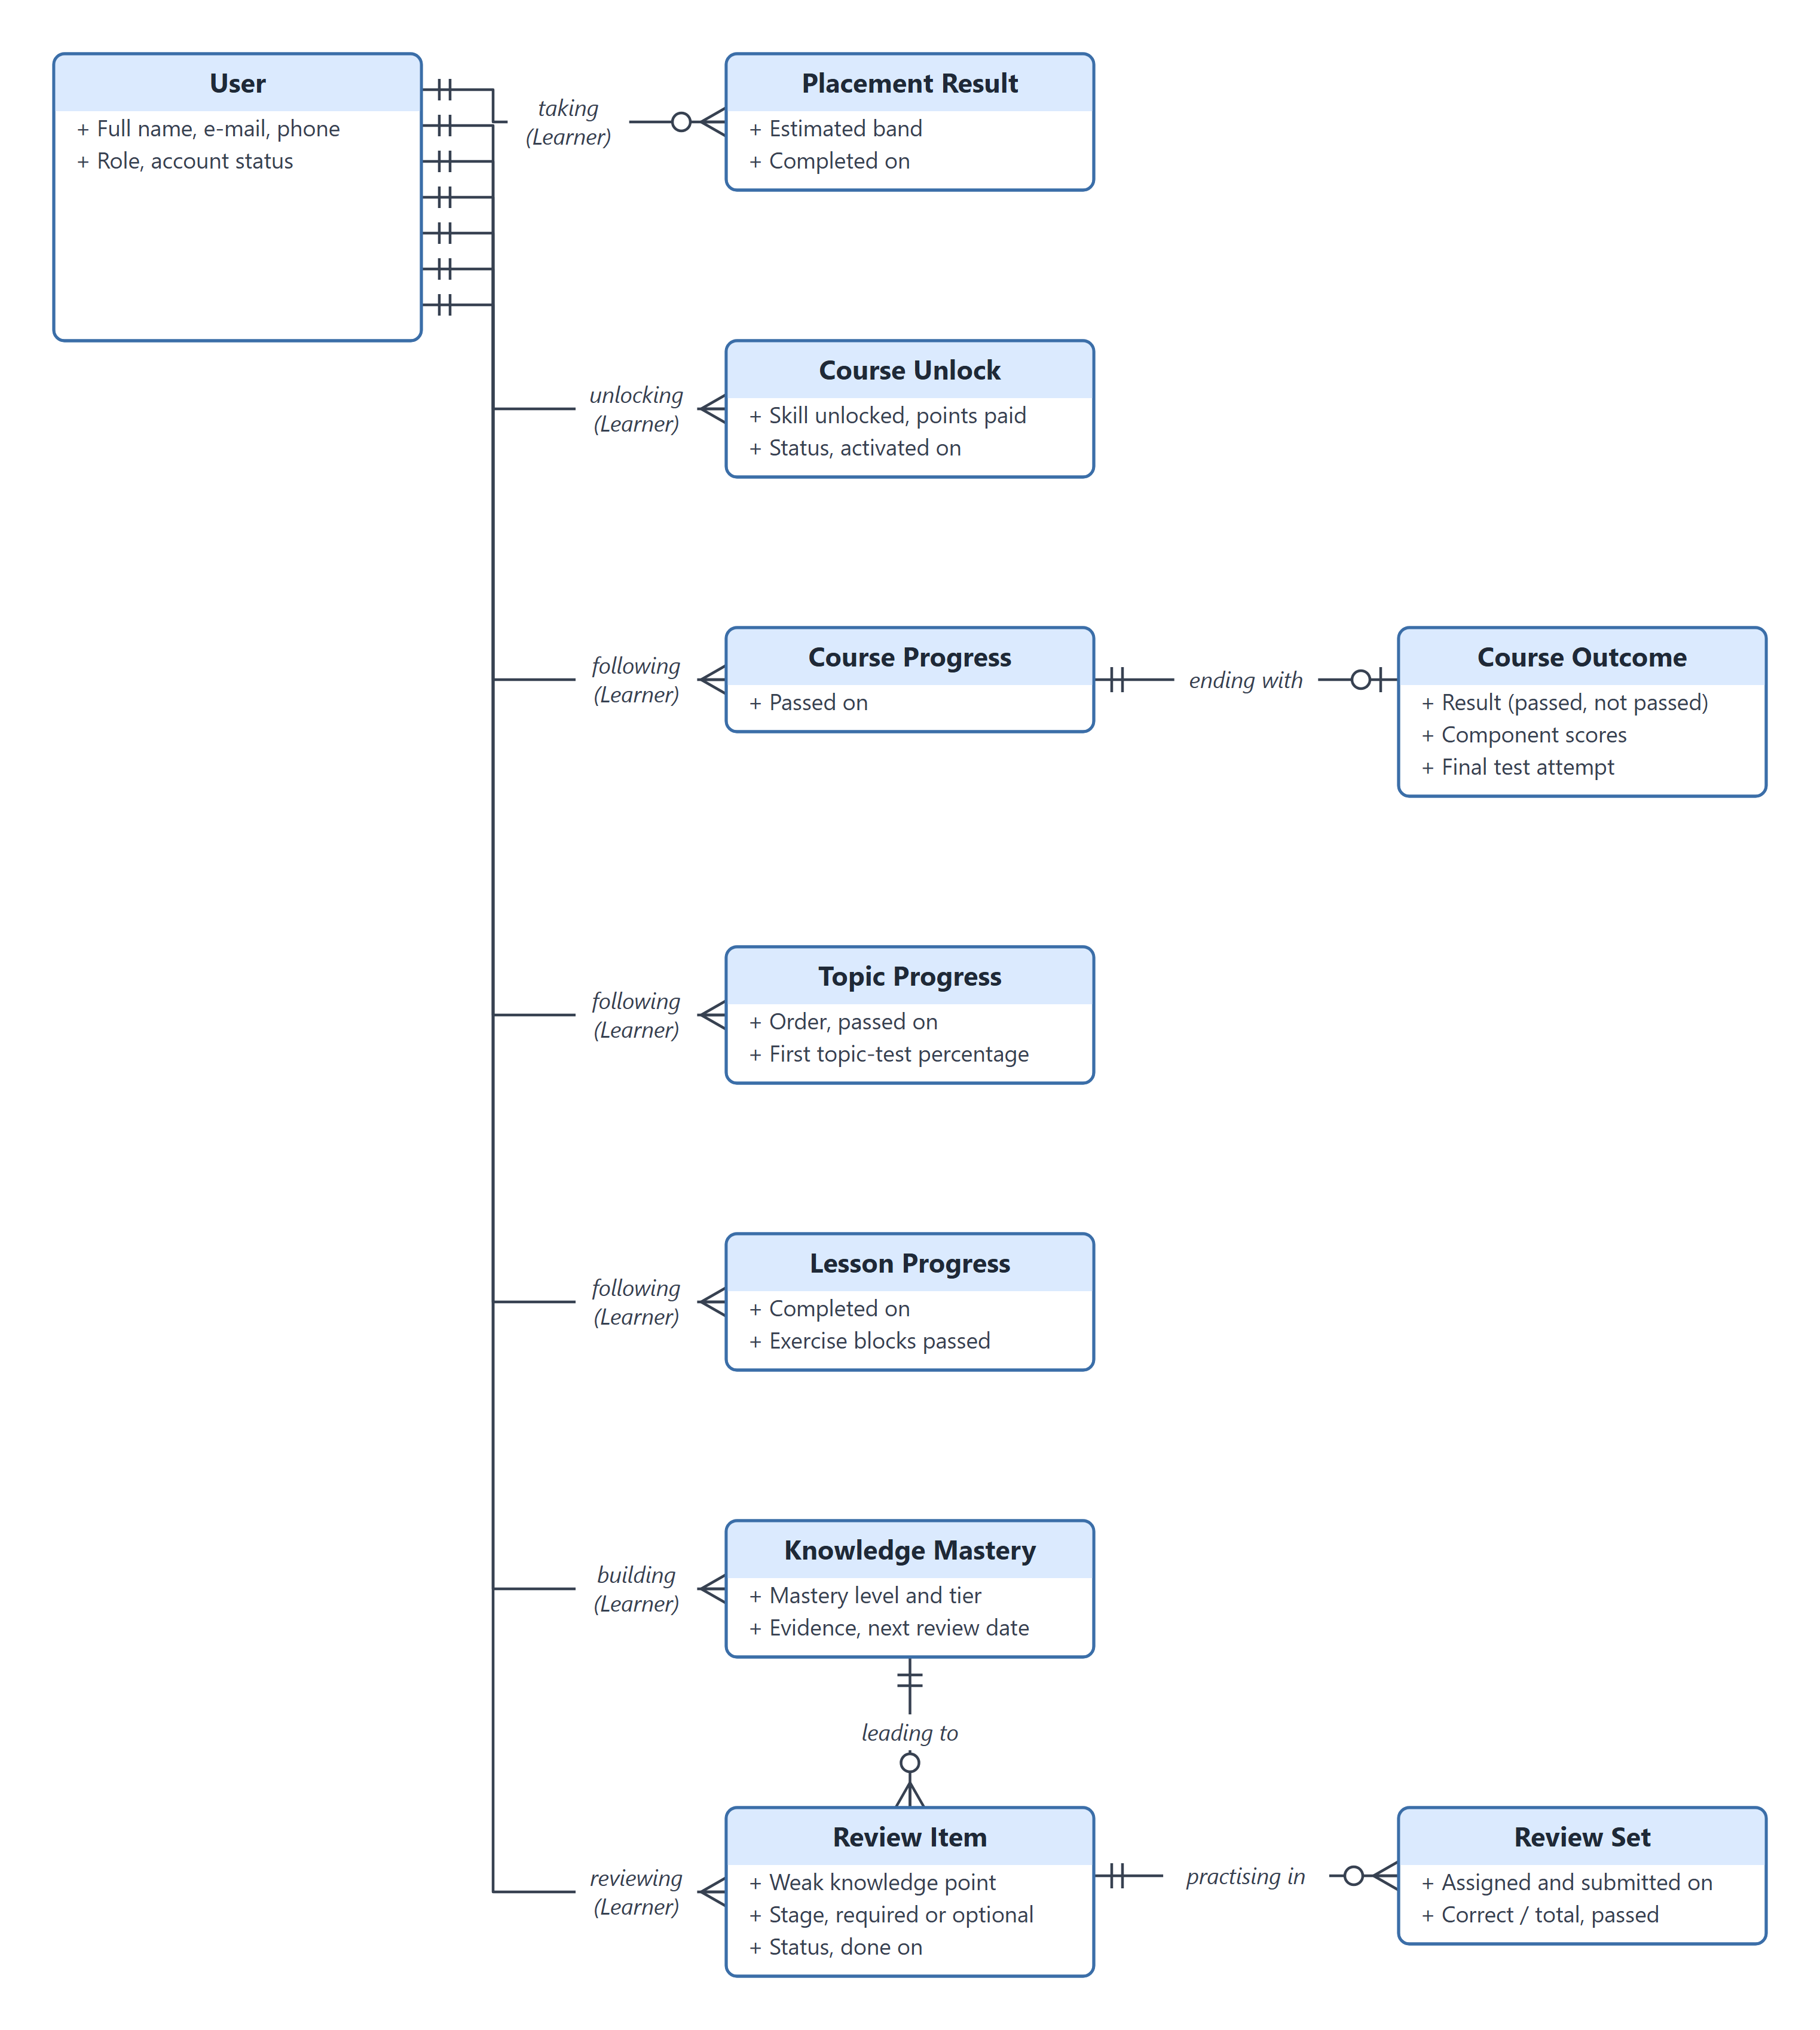 User
+ Full name, e-mail, phone
+ Role, account status
taking
(Learner)
Placement Result
+ Estimated band
+ Completed on
unlocking
(Learner)
Course Unlock
+ Skill unlocked, points paid
+ Status, activated on
following
(Learner)
Course Progress
+ Passed on
ending with
Course Outcome
+ Result (passed, not passed)
+ Component scores
+ Final test attempt
following
(Learner)
Topic Progress
+ Order, passed on
+ First topic-test percentage
following
(Learner)
Lesson Progress
+ Completed on
+ Exercise blocks passed
building
(Learner)
Knowledge Mastery
+ Mastery level and tier
+ Evidence, next review date
leading to
reviewing
(Learner)
Review Item
+ Weak knowledge point
+ Stage, required or optional
+ Status, done on
practising in
Review Set
+ Assigned and submitted on
+ Correct / total, passed